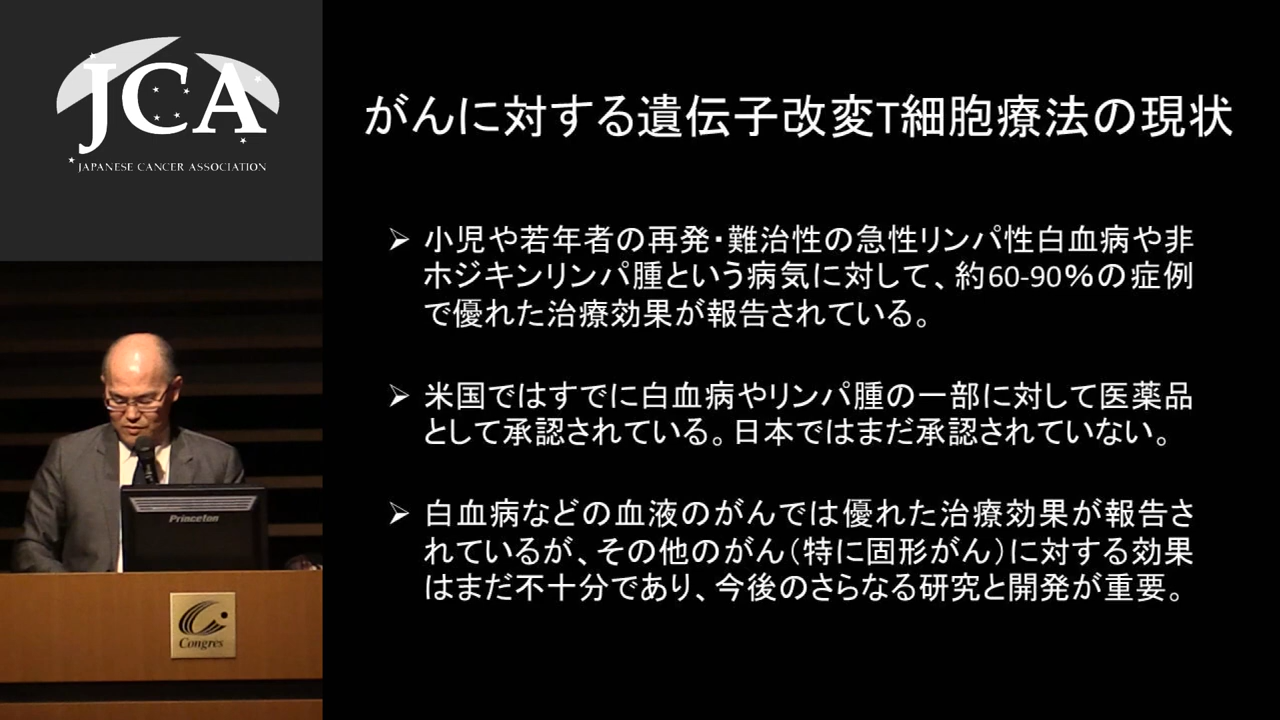 JCA
JAPANESE CANCER ASSOCIATION
がんに対する遺伝子改変T細胞療法の現状
➢ 小児や若年者の再発・難治性の急性リンパ性白血病や非
ホジキンリンパ腫という病気に対して、約60-90%の症例
で優れた治療効果が報告されている。
➢ 米国ではすでに白血病やリンパ腫の一部に対して医薬品
として承認されている。日本ではまだ承認されていない。
➢ 白血病などの血液のがんでは優れた治療効果が報告さ
れているが、その他のがん（特に固形がん）に対する効果
はまだ不十分であり、今後のさらなる研究と開発が重要。
Princeton
Congres